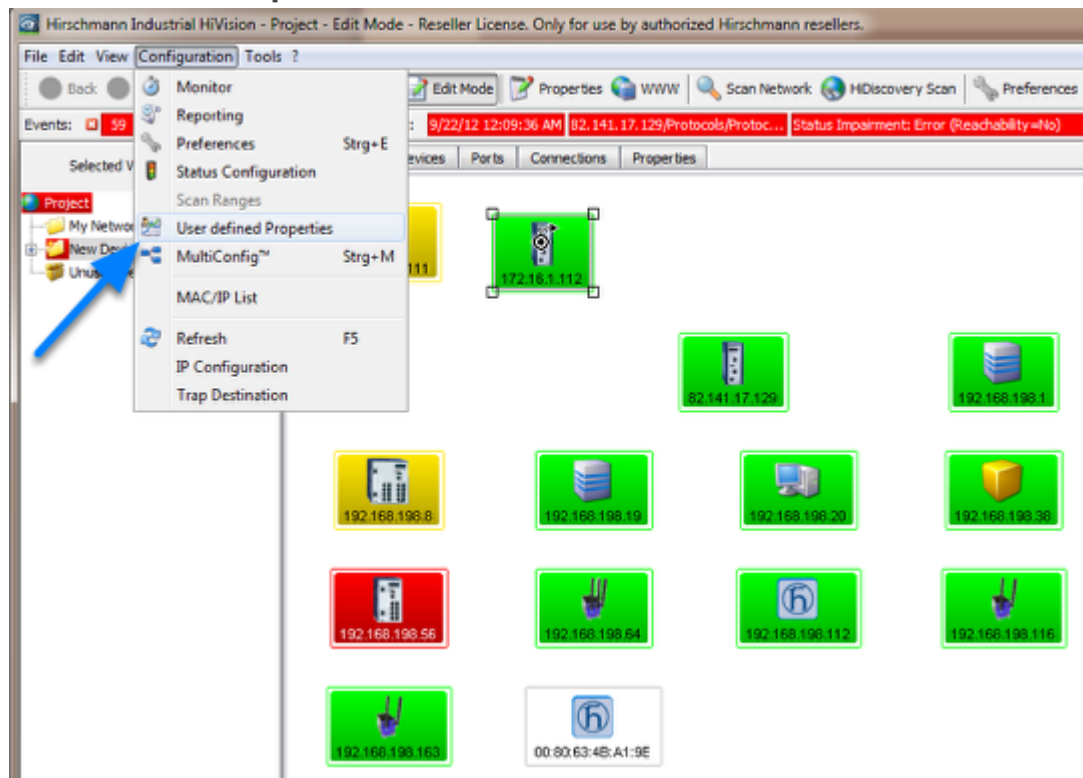 Hirschmann Industrial HiVision - Project - Edit Mode - Reseller License. Only for use by authorized Hirschmann resellers.
File Edit View Configuration Tools ?
Back Edit Mode Properties WWW Scan Network HiDiscovery Scan Preferences
Events: 59 : 9/22/12 12:09:36 AM 82.141.17.129/Protocols/Protoc... Status Impairment: Error (Reachability=No)
Selected V evices Ports Connections Properties
Monitor
Reporting
Preferences Strg+E
Status Configuration
Scan Ranges
User defined Properties
MultiConfig™ Strg+M
MAC/IP List
Refresh F5
IP Configuration
Trap Destination
Project
My Networ
New Devi
Unus
111
172.16.1.112
82.141.17.129
192.168.198.1
192.168.198.8
192.168.198.19
192.168.198.20
192.168.198.38
192.168.198.56
192.168.198.64
192.168.198.112
192.168.198.116
192.168.198.163
00:80:63:4B:A1:9E